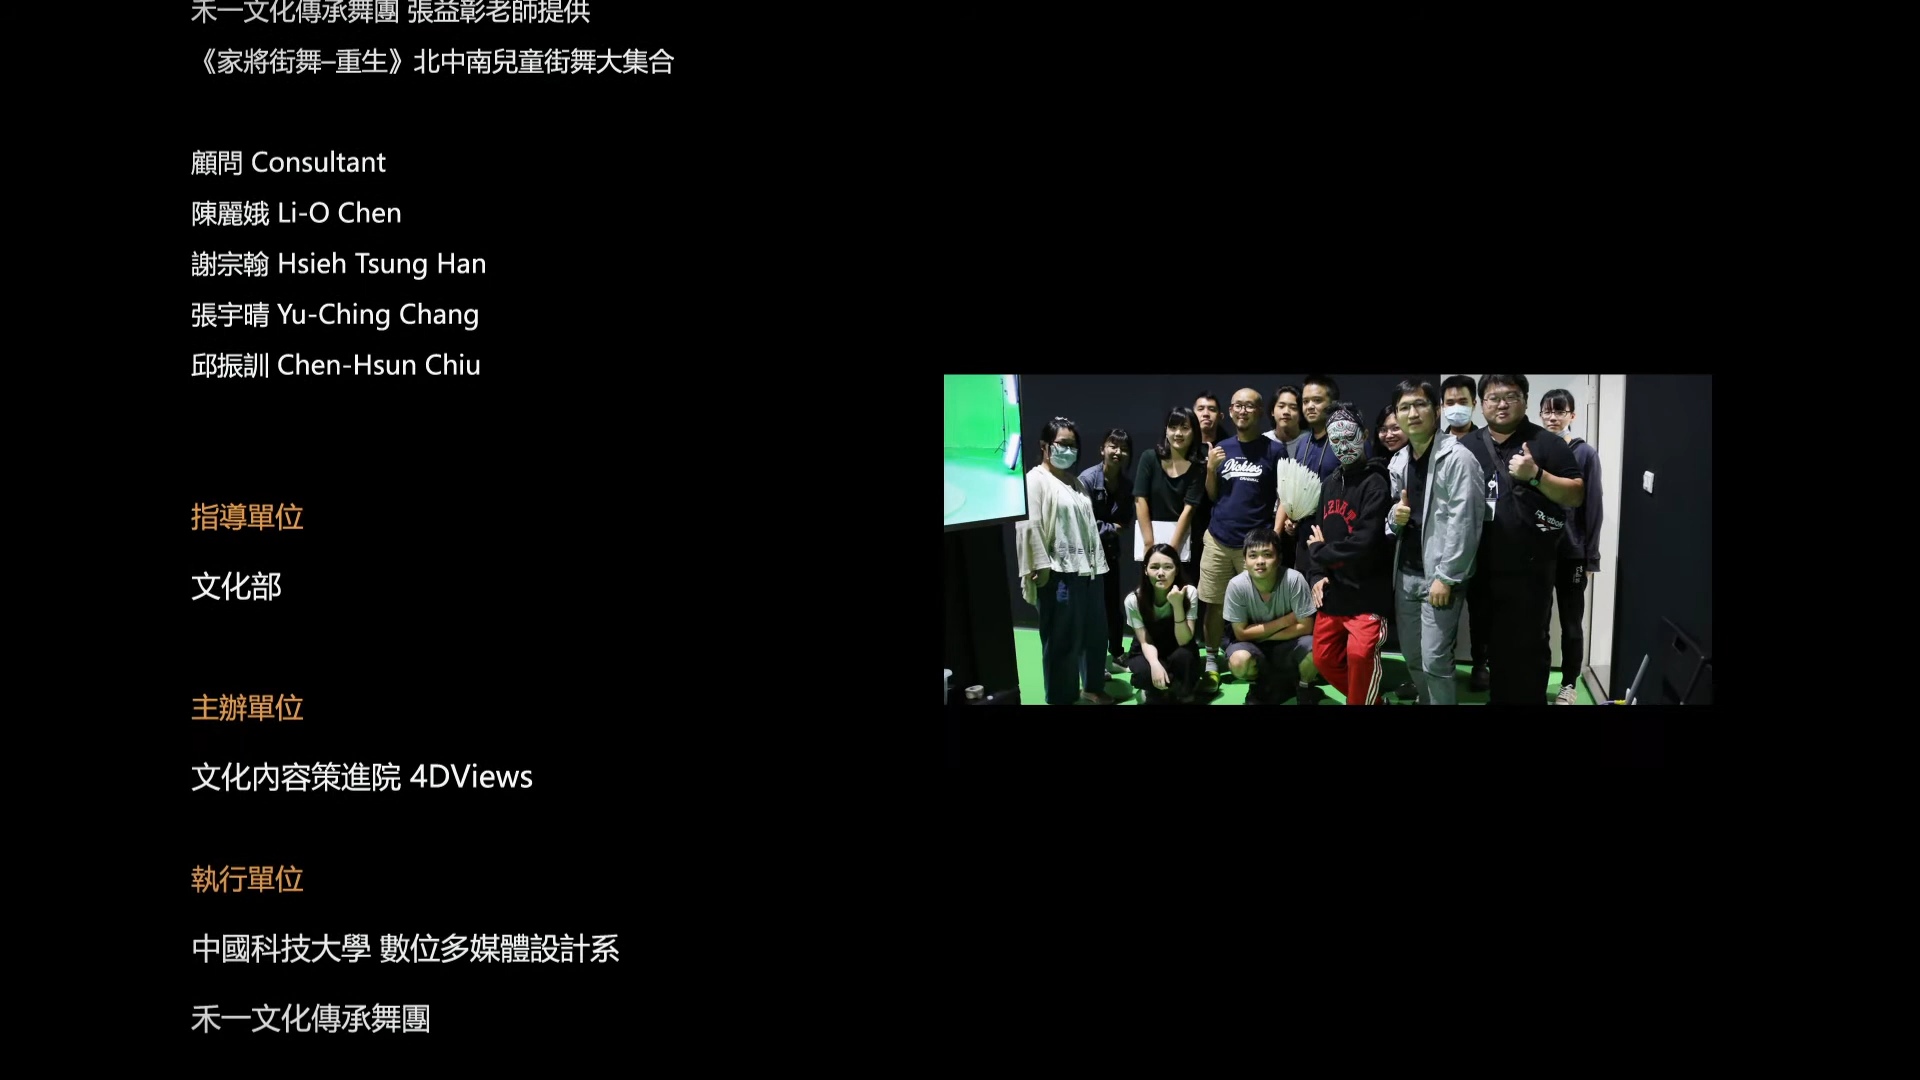 禾一文化傳承舞團 張益彰老師提供
《家將街舞–重生》北中南兒童街舞大集合
顧問 Consultant
陳麗娥 Li-O Chen
謝宗翰 Hsieh Tsung Han
張宇晴 Yu-Ching Chang
邱振訓 Chen-Hsun Chiu
指導單位
文化部
主辦單位
文化內容策進院 4DViews
執行單位
中國科技大學 數位多媒體設計系
禾一文化傳承舞團
Dickies
Reebok